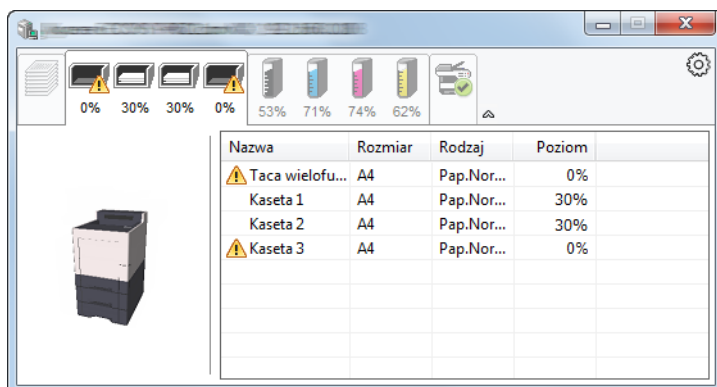 0% 30% 30% 0% 53% 71% 74% 62%
Nazwa Rozmiar Rodzaj Poziom
Taca wielofu... A4 Pap.Nor... 0%
Kaseta 1 A4 Pap.Nor... 30%
Kaseta 2 A4 Pap.Nor... 30%
Kaseta 3 A4 Pap.Nor... 0%